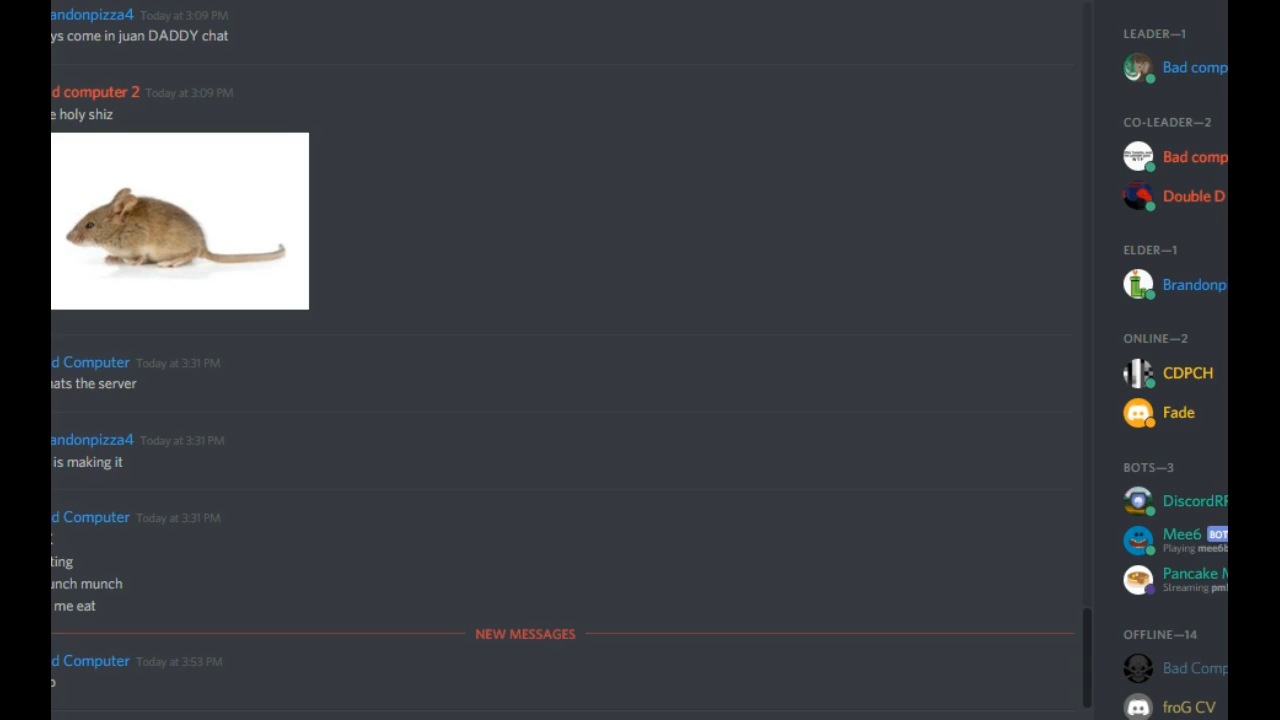 andonpizza4 Today at 3:09 PM
ys come in juan DADDY chat
d computer 2 Today at 3:09 PM
e holy shiz
d Computer Today at 3:31 PM
ats the server
andonpizza4 Today at 3:31 PM
is making it
d Computer Today at 3:31 PM
ting
unch munch
me eat
NEW MESSAGES
d Computer Today at 3:53 PM
LEADER—1
Bad comp
CO-LEADER—2
Bad comp
Double D
ELDER—1
Brandonp
ONLINE—2
CDPCH
Fade
BOTS—3
DiscordRP
Mee6 BOT
Playing mee6b
Pancake M
Streaming pm
OFFLINE—14
Bad Comp
froG CV